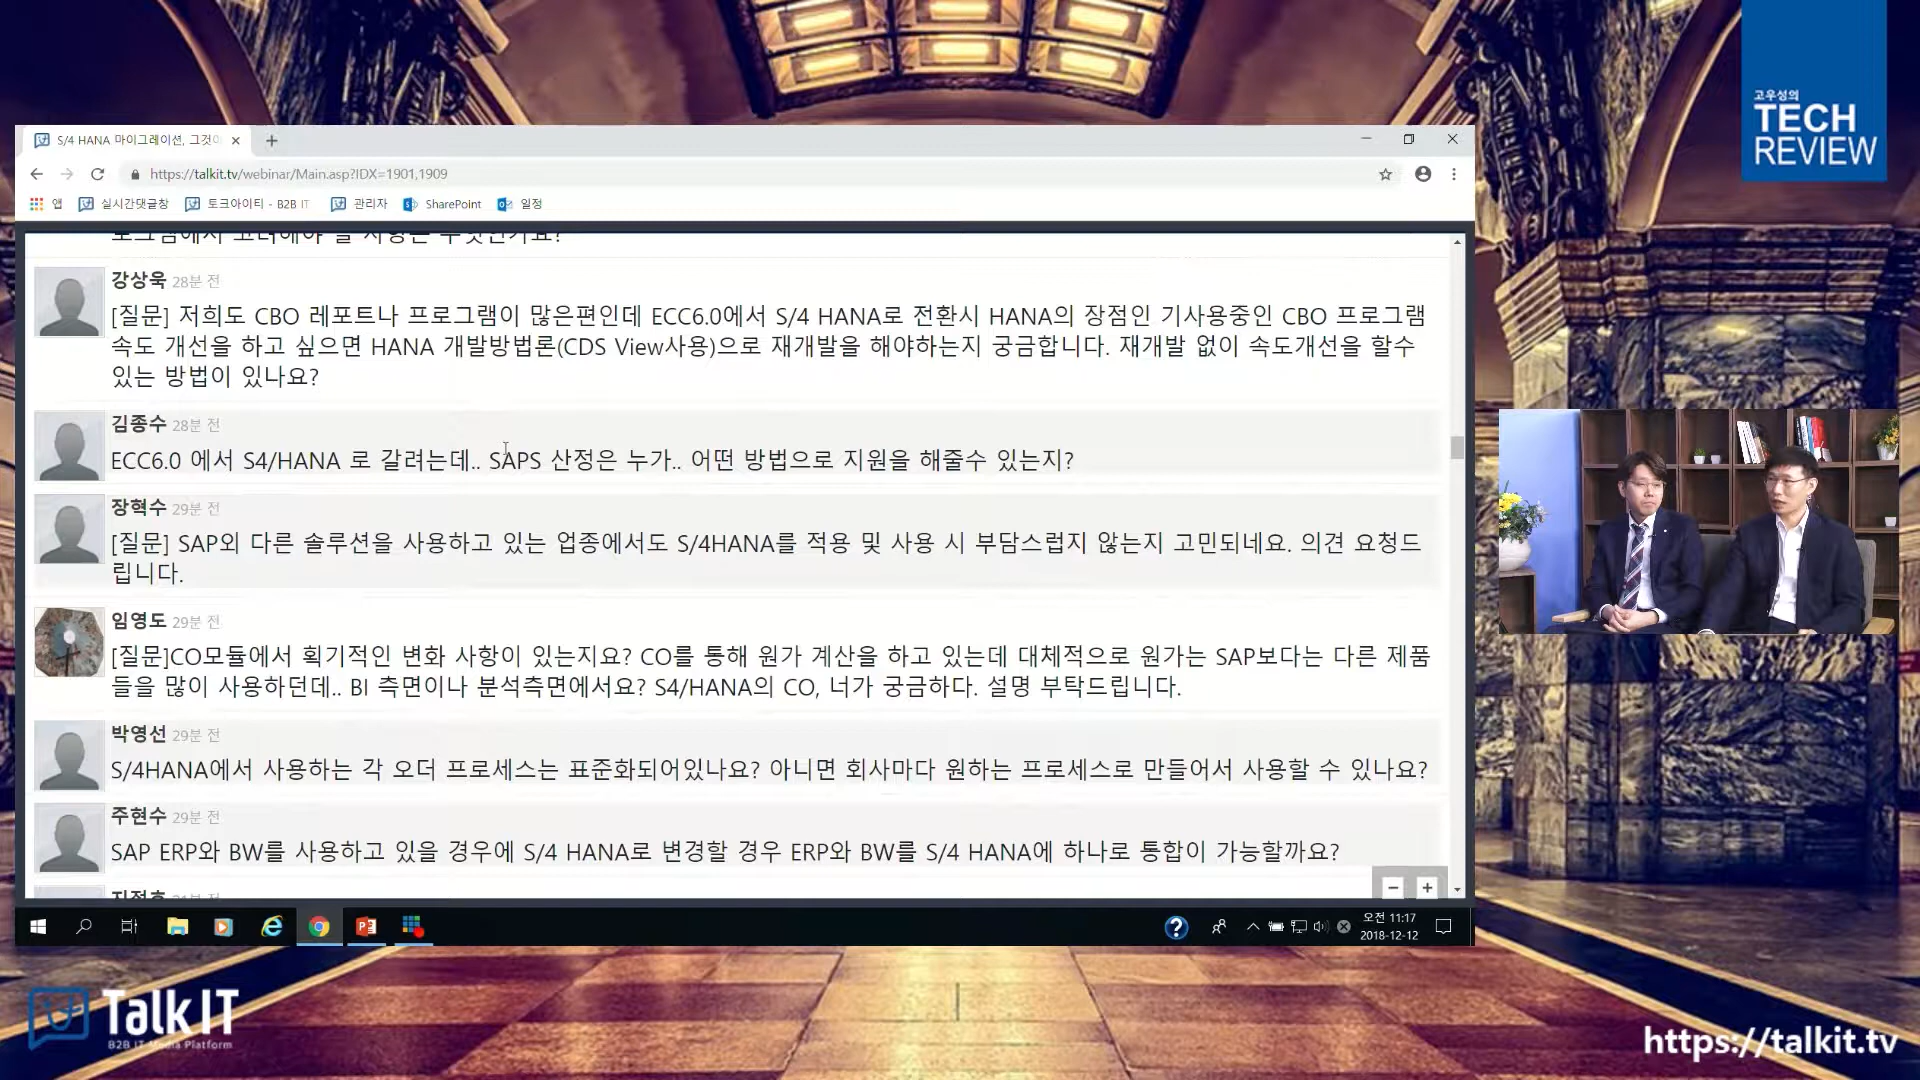 고우성의
TECH
REVIEW
S/4 HANA 마이그레이션, 그것이
https://talkit.tv/webinar/Main.asp?IDX=1901,1909
앱 실시간댓글창 토크아이티 - B2B IT 관리자 SharePoint 일정
강상욱 28분 전
[질문] 저희도 CBO 레포트나 프로그램이 많은편인데 ECC6.0에서 S/4 HANA로 전환시 HANA의 장점인 기사용중인 CBO 프로그램
속도 개선을 하고 싶으면 HANA 개발방법론(CDS View사용)으로 재개발을 해야하는지 궁금합니다. 재개발 없이 속도개선을 할수
있는 방법이 있나요?
김종수 28분 전
ECC6.0 에서 S4/HANA 로 갈려는데.. SAPS 산정은 누가.. 어떤 방법으로 지원을 해줄수 있는지?
장혁수 29분 전
[질문] SAP외 다른 솔루션을 사용하고 있는 업종에서도 S/4HANA를 적용 및 사용 시 부담스럽지 않는지 고민되네요. 의견 요청드
립니다.
임영도 29분 전
[질문]CO모듈에서 획기적인 변화 사항이 있는지요? CO를 통해 원가 계산을 하고 있는데 대체적으로 원가는 SAP보다는 다른 제품
들을 많이 사용하던데.. BI 측면이나 분석측면에서요? S4/HANA의 CO, 너가 궁금하다. 설명 부탁드립니다.
박영선 29분 전
S/4HANA에서 사용하는 각 오더 프로세스는 표준화되어있나요? 아니면 회사마다 원하는 프로세스로 만들어서 사용할 수 있나요?
주현수 29분 전
SAP ERP와 BW를 사용하고 있을 경우에 S/4 HANA로 변경할 경우 ERP와 BW를 S/4 HANA에 하나로 통합이 가능할까요?
오전 11:17
2018-12-12
Talk IT
B2B IT Media Platform
https://talkit.tv